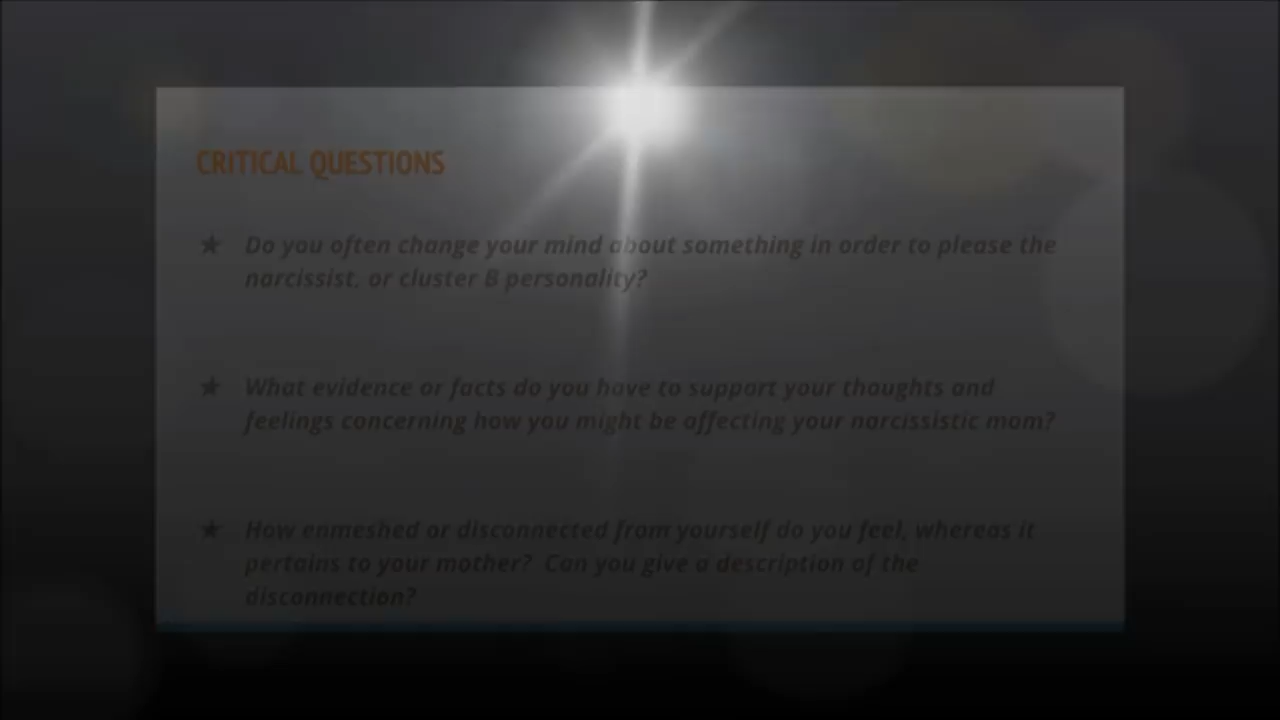 CRITICAL QUESTIONS
★ Do you often change your mind about something in order to please the
narcissist, or cluster B personality?
★ What evidence or facts do you have to support your thoughts and
feelings concerning how you might be affecting your narcissistic mom?
★ How enmeshed or disconnected from yourself do you feel, whereas it
pertains to your mother? Can you give a description of the
disconnection?